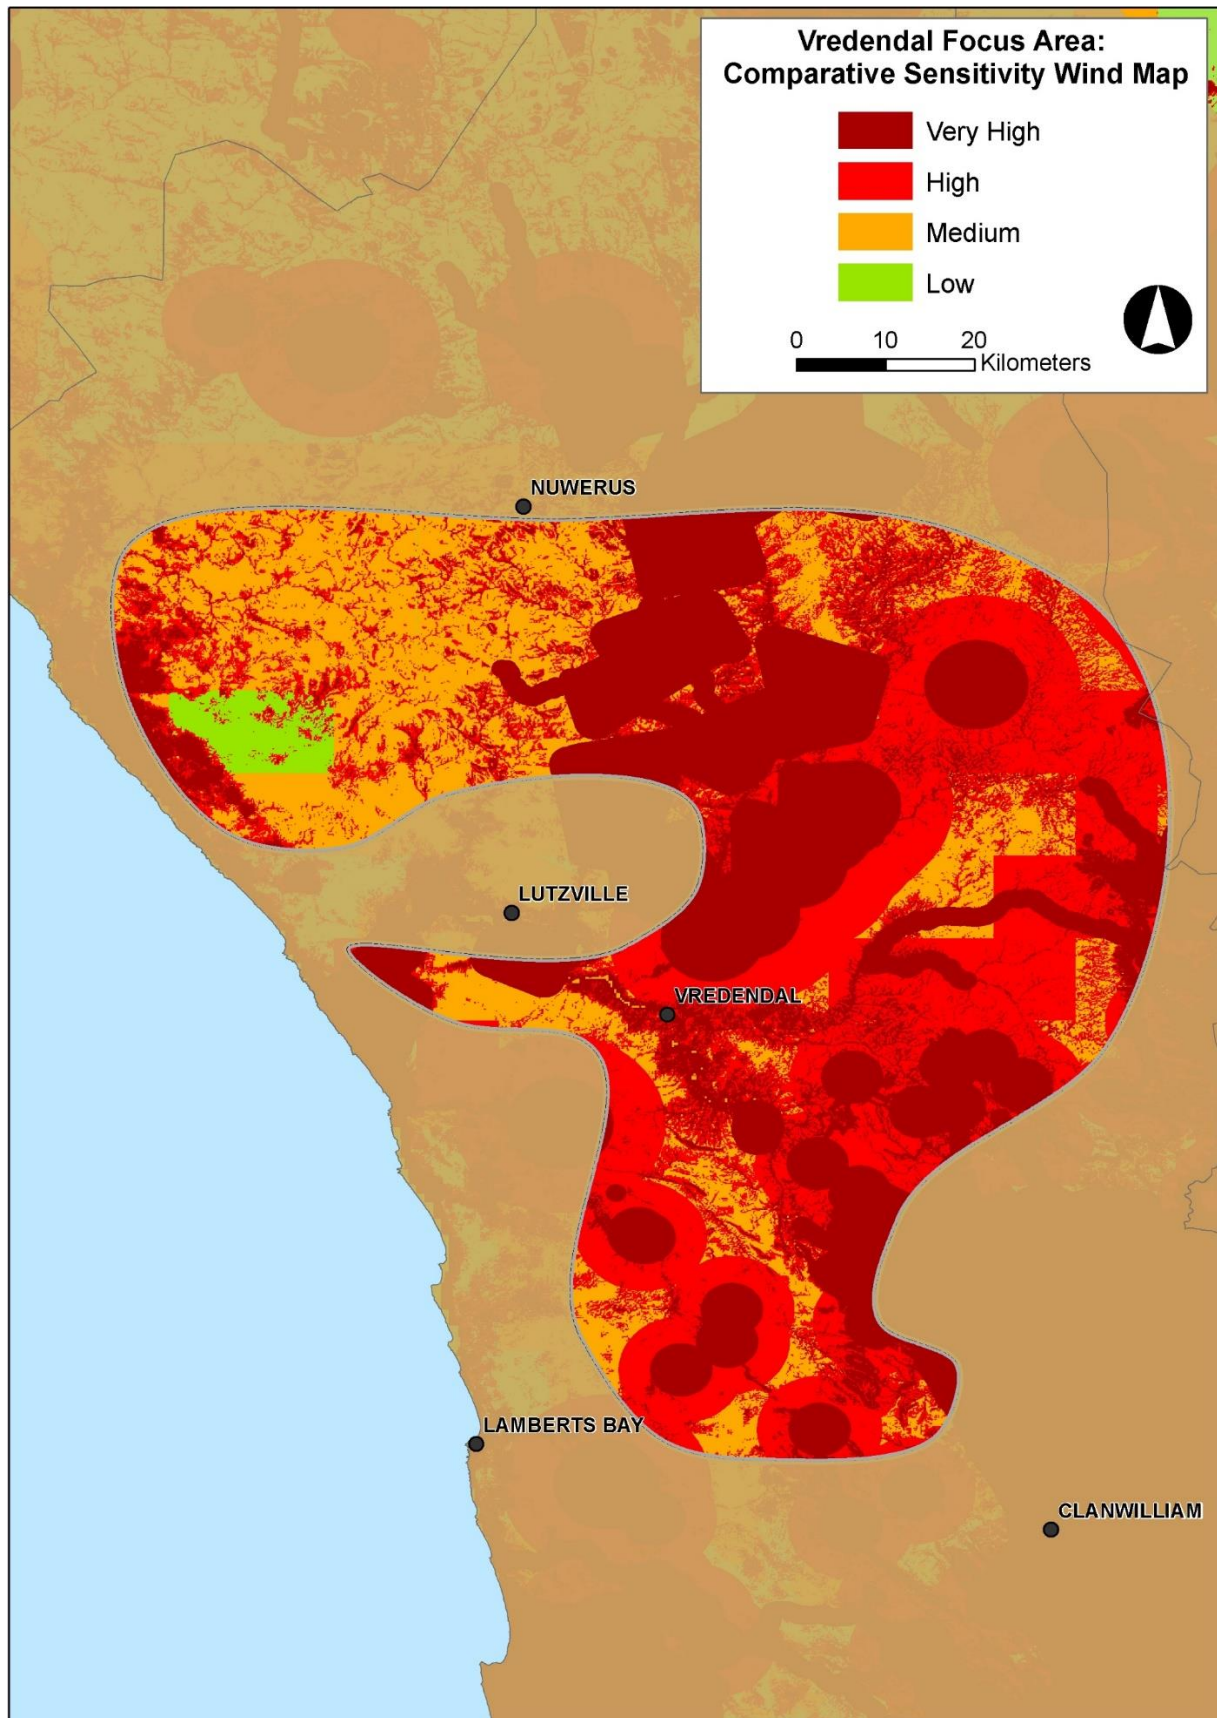 Vredendal Focus Area:
Comparative Sensitivity Wind Map
Very High
High
Medium
Low
0 10 20
Kilometers
NUWERUS
LUTZVILLE
VREDENDAL
LAMBERTS BAY
CLANWILLIAM